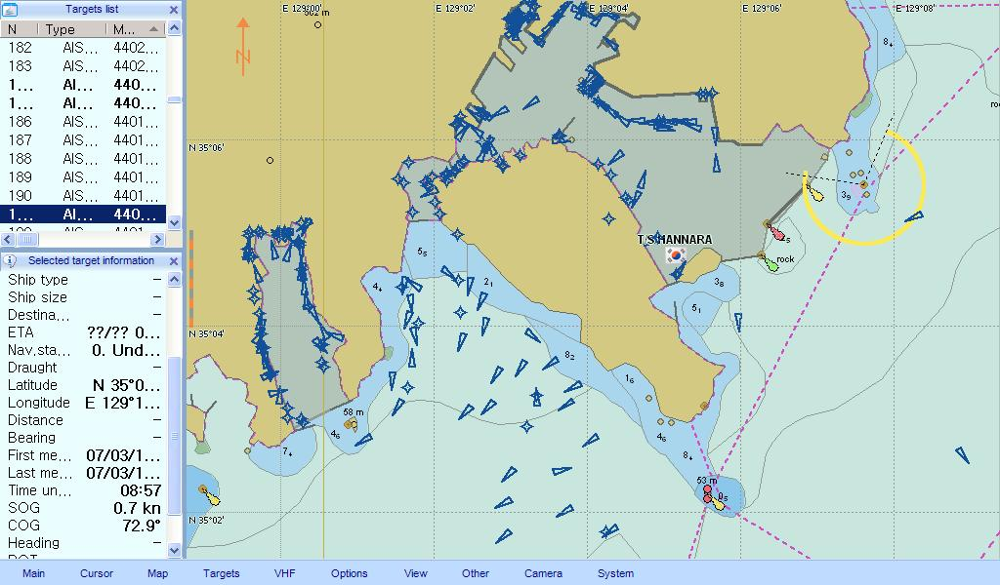 Targets list
N Type M...
182 AIS... 4402...
183 AIS... 4402...
1... AI... 440...
1... AI... 440...
186 AIS... 4401...
187 AIS... 4401...
188 AIS... 4401...
189 AIS... 4401...
190 AIS... 4401...
1... AI... 440...
Selected target information
Ship type –
Ship size –
Destina... –
ETA ??/?? 0...
Nav.sta... 0. Und...
Draught –
Latitude N 35°0...
Longitude E 129°1...
Distance –
Bearing –
First me... 07/03/1...
Last me... 07/03/1...
Time un... 08:57
SOG 0.7 kn
COG 72.9°
Heading –
E 129°00'
E 129°02'
E 129°04'
E 129°06'
E 129°08'
N
8₄
N 35°06'
3₉
T/S HANNARA
rock
5₅
4₄
2₁
3₈
5₁
N 35°04'
8₂
1₆
58 m
4₆
7₄
4₆
8₄
53 m
0₅
N 35°02'
Main Cursor Map Targets VHF Options View Other Camera System